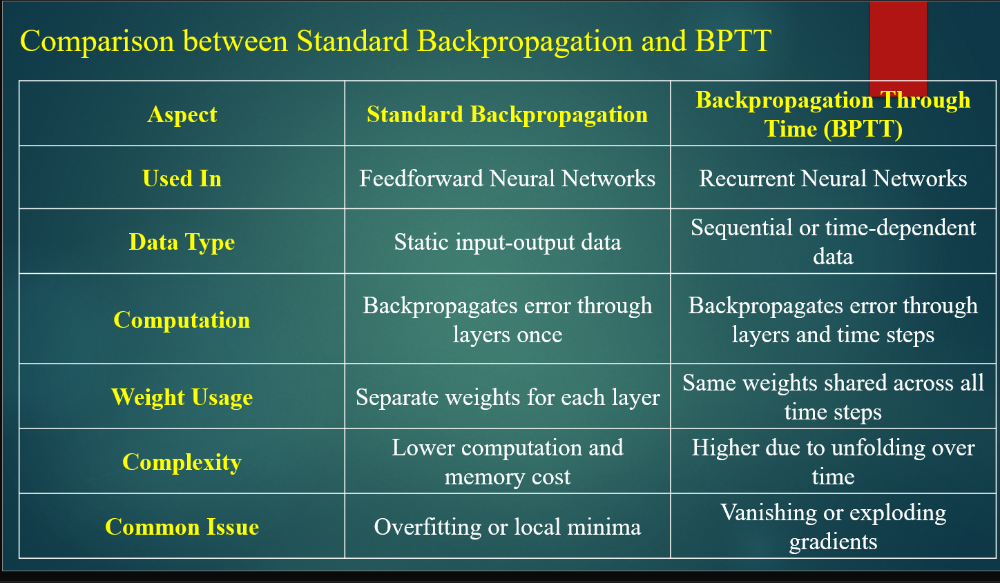 Comparison between Standard Backpropagation and BPTT
Aspect
Standard Backpropagation
Backpropagation Through
Time (BPTT)
Used In
Feedforward Neural Networks
Recurrent Neural Networks
Data Type
Static input-output data
Sequential or time-dependent
data
Computation
Backpropagates error through
layers once
Backpropagates error through
layers and time steps
Weight Usage
Separate weights for each layer
Same weights shared across all
time steps
Complexity
Lower computation and
memory cost
Higher due to unfolding over
time
Common Issue
Overfitting or local minima
Vanishing or exploding
gradients